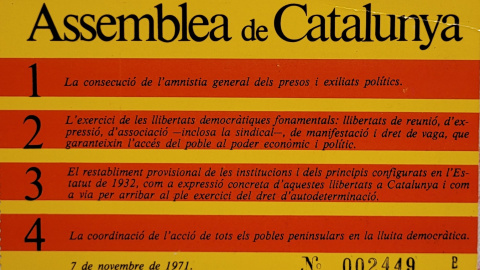 Assemblea de Catalunya
1 La consecució de l'amnistia general dels presos i exiliats polítics.
2 L'exercici de les llibertats democràtiques fonamentals: llibertats de reunió, d'ex-
pressió, d'associació —inclosa la sindical—, de manifestació i dret de vaga, que
garanteixin l'accés del poble al poder econòmic i polític.
3 El restabliment provisional de les institucions i dels principis configurats en l'Es-
tatut de 1932, com a expressió concreta d'aquestes llibertats a Catalunya i com
a via per arribar al ple exercici del dret d'autodeterminació.
4 La coordinació de l'acció de tots els pobles peninsulars en la lluita democràtica.
7 de novembre de 1971. Nº 002449